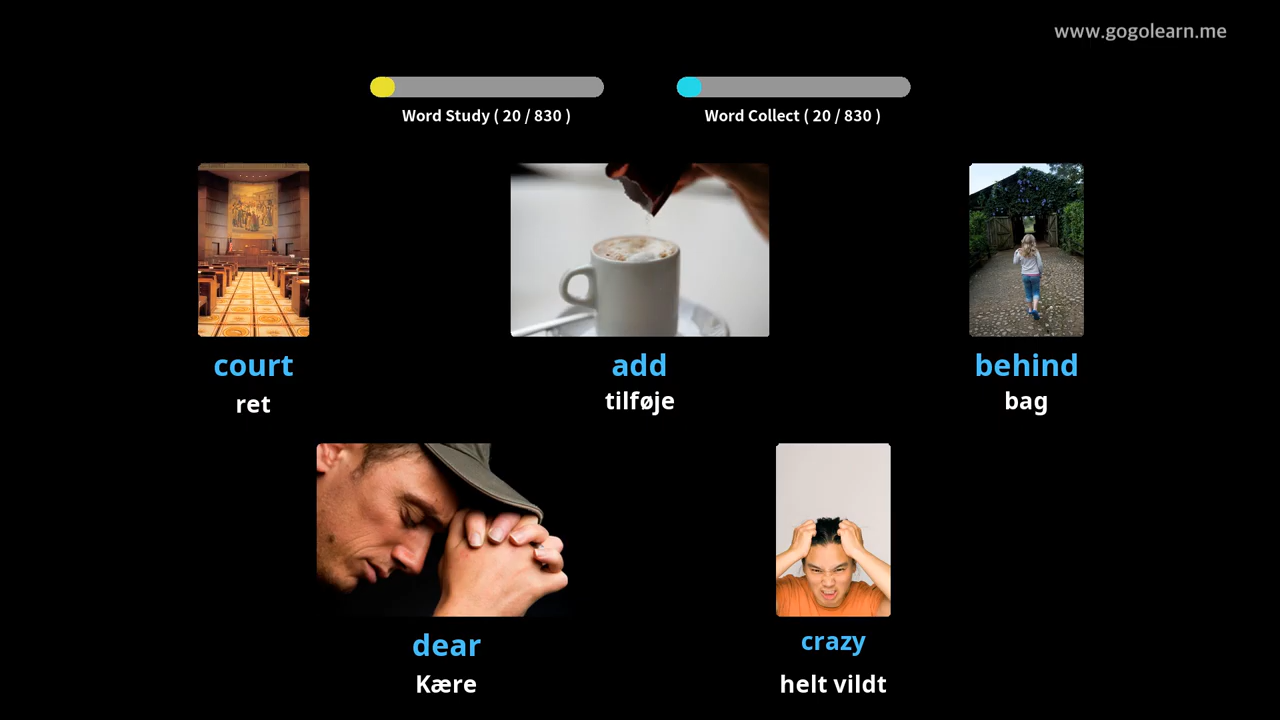 www.gogolearn.me
Word Study ( 20 / 830 )
Word Collect ( 20 / 830 )
court
ret
add
tilføje
behind
bag
dear
Kære
crazy
helt vildt